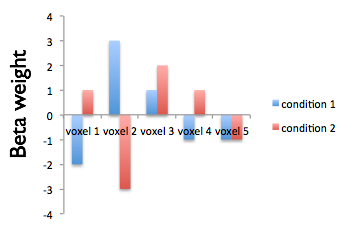 4
3
2
1
0
-1
-2
-3
-4
Beta weight
voxel 1 voxel 2 voxel 3 voxel 4 voxel 5
condition 1
condition 2